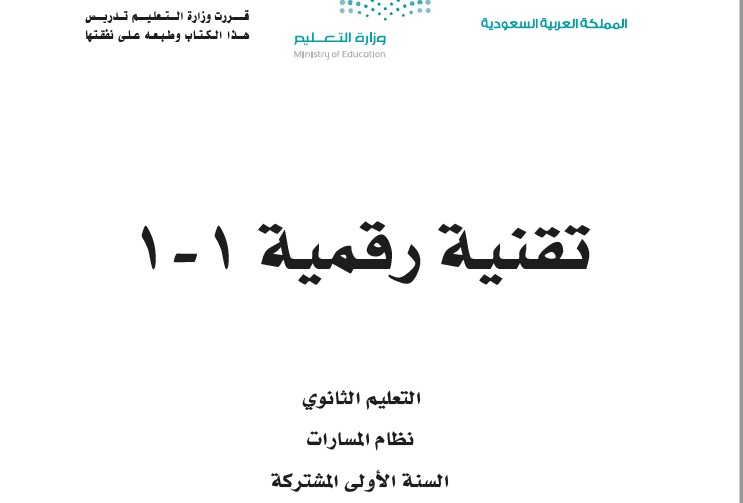 المملكة العربية السعودية
وزارة التعليم
Ministry of Education
قررت وزارة التعليم تدريس
هذا الكتاب وطبعه على نفقتها
تقنية رقمية ١-١
التعليم الثانوي
نظام المسارات
السنة الأولى المشتركة